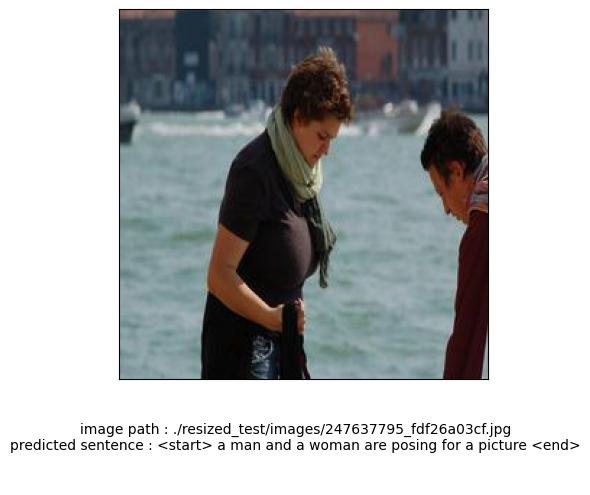 image path : ./resized_test/images/247637795_fdf26a03cf.jpg
predicted sentence : <start> a man and a woman are posing for a picture <end>